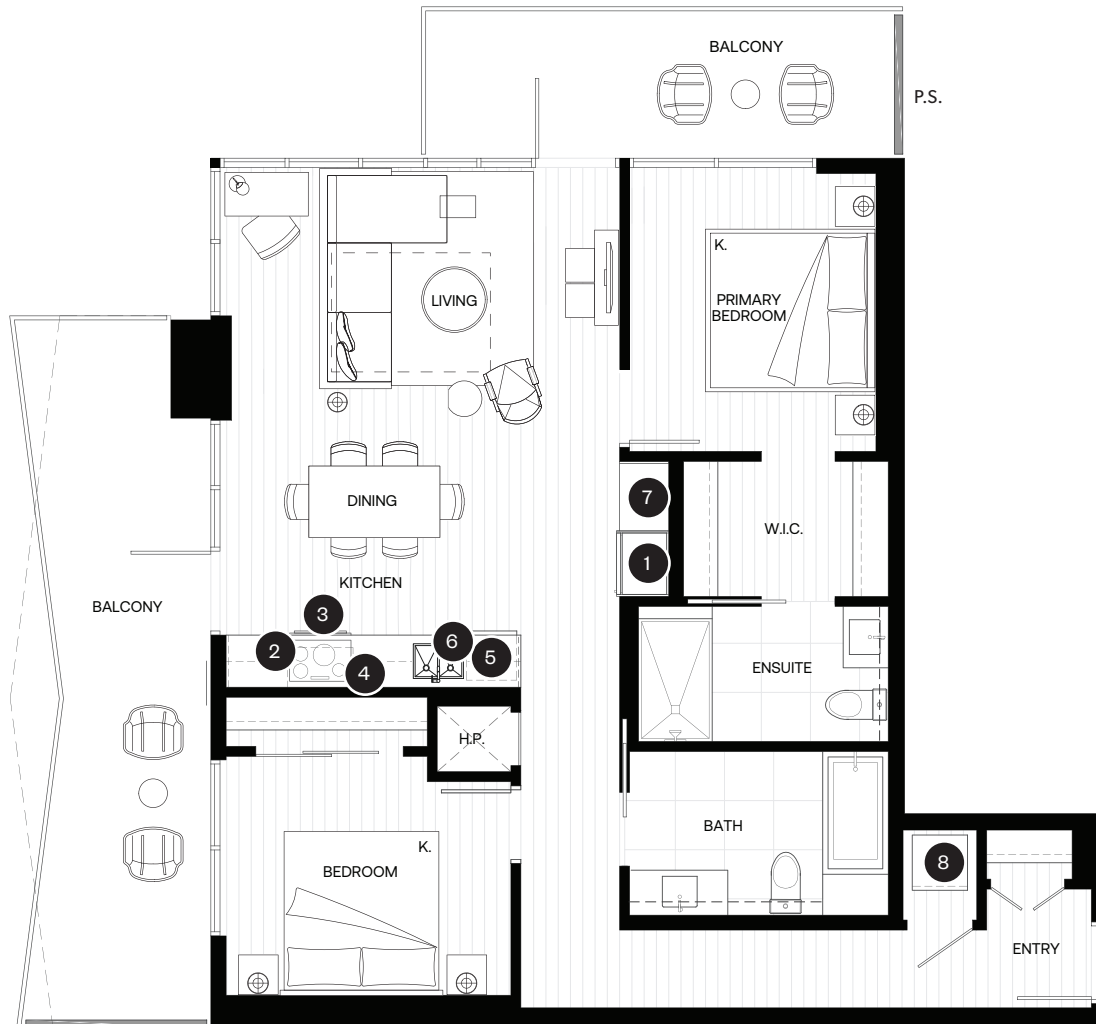 BALCONY
P.S.
K.
LIVING
PRIMARY
BEDROOM
7
DINING
W.I.C.
1
KITCHEN
BALCONY
3
6
2
5
4
ENSUITE
H.P.
BATH
K.
8
BEDROOM
ENTRY